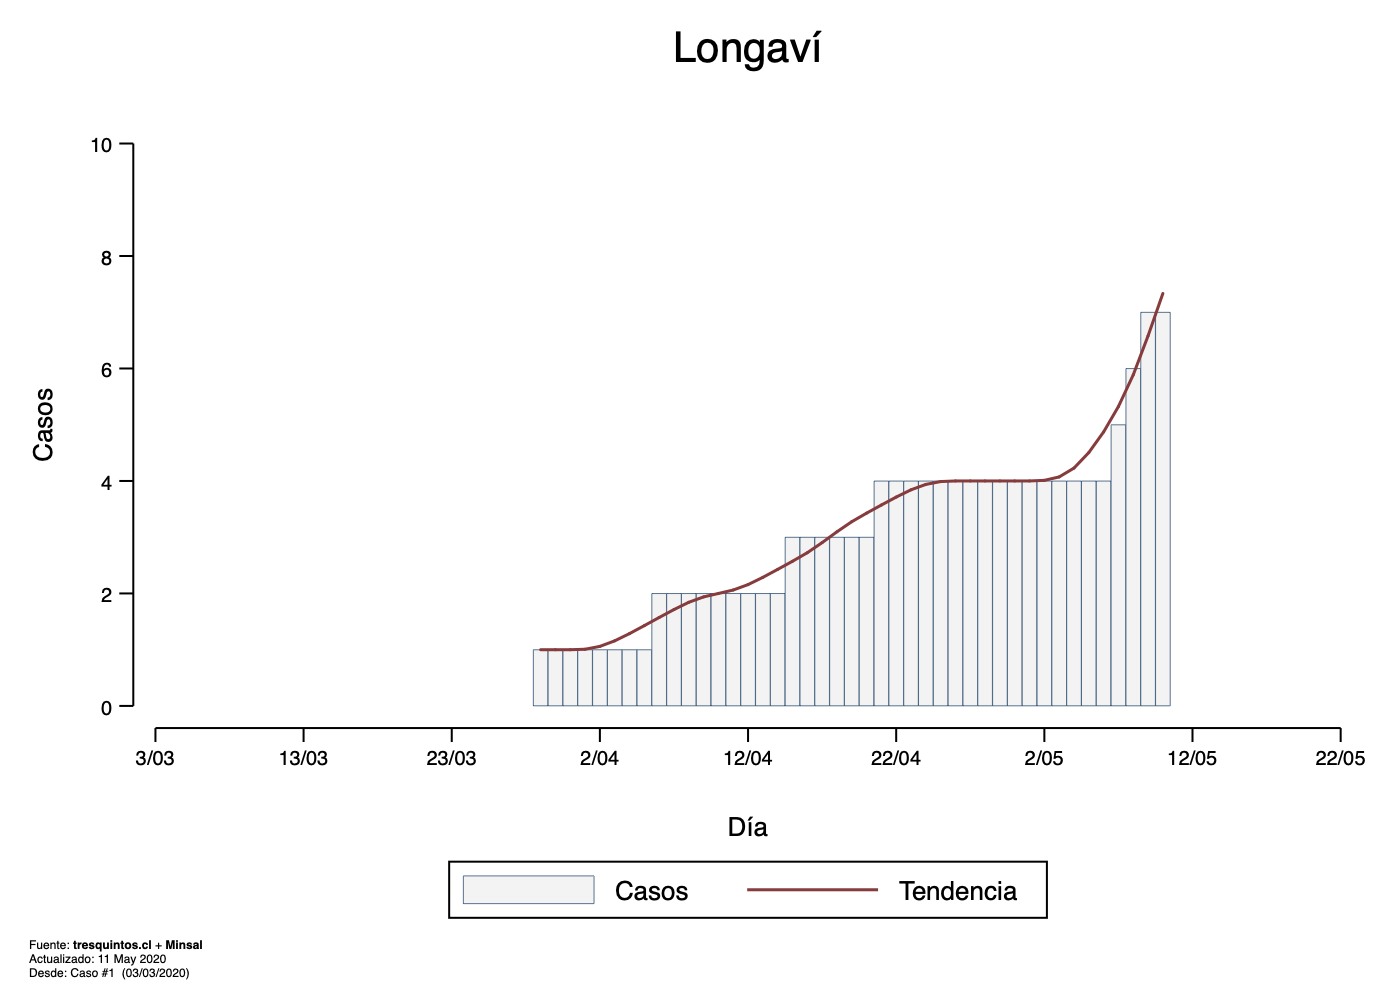 Longaví
10
8
6
4
2
0
Casos
3/03 13/03 23/03 2/04 12/04 22/04 2/05 12/05 22/05
Día
Casos Tendencia
Fuente: tresquintos.cl + Minsal
Actualizado: 11 May 2020
Desde: Caso #1 (03/03/2020)